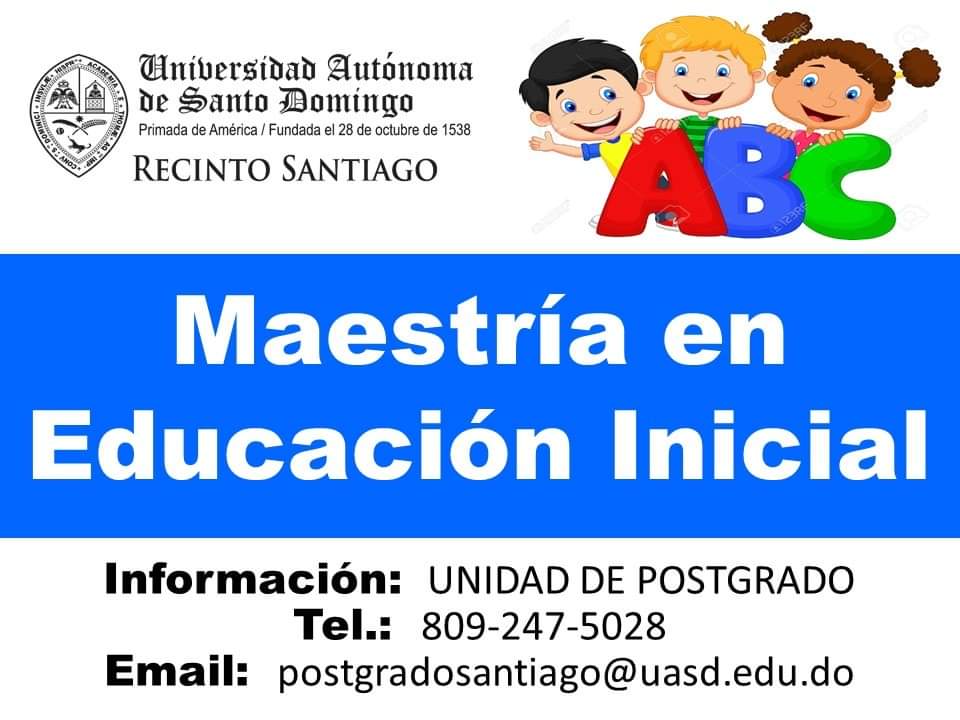 Universidad Autónoma
de Santo Domingo
Primada de América / Fundada el 28 de octubre de 1538
RECINTO SANTIAGO
ABC
Maestría en
Educación Inicial
Información: UNIDAD DE POSTGRADO
Tel.: 809-247-5028
Email: postgradosantiago@uasd.edu.do